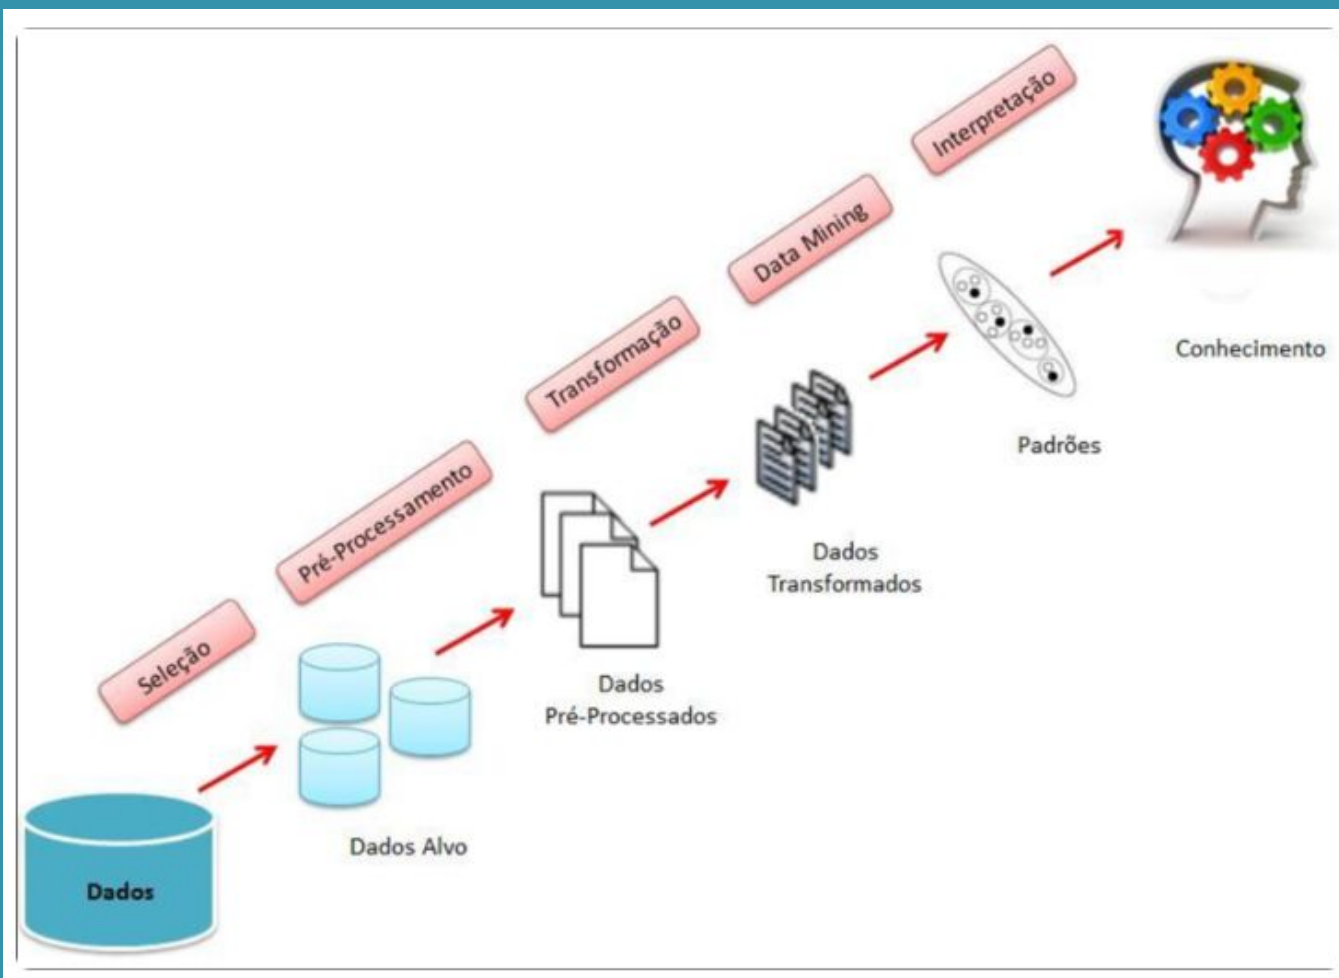 Interpretação
Data Mining
Transformação
Pré-Processamento
Seleção
Conhecimento
Padrões
Dados
Transformados
Dados
Pré-Processados
Dados Alvo
Dados